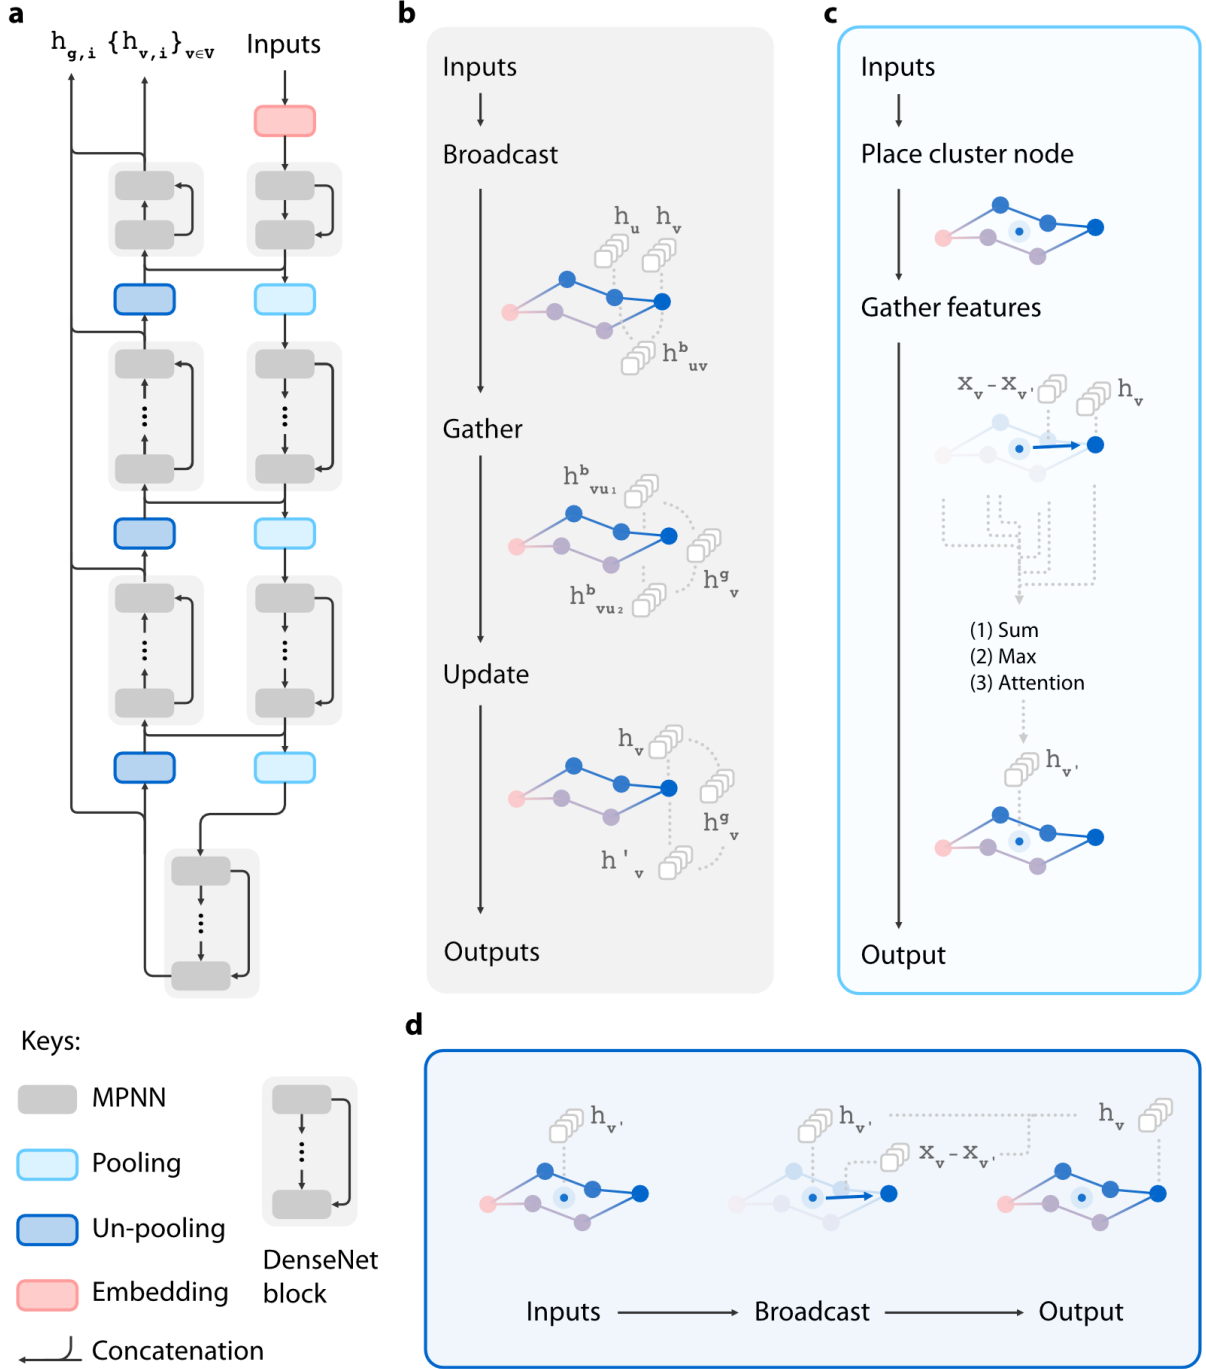 a
h_g,i {h_v,i}_v∈V Inputs
Keys:
MPNN
Pooling
Un-pooling
Embedding
Concatenation
DenseNet
block
b
Inputs
Broadcast
h_u h_v
h^b_uv
Gather
h^b_vu1
h^g_v
h^b_vu2
Update
h_v
h^g_v
h'_v
Outputs
c
Inputs
Place cluster node
Gather features
x_v-x_v' h_v
(1) Sum
(2) Max
(3) Attention
h_v'
Output
d
h_v' h_v' h_v
x_v-x_v'
Inputs Broadcast Output